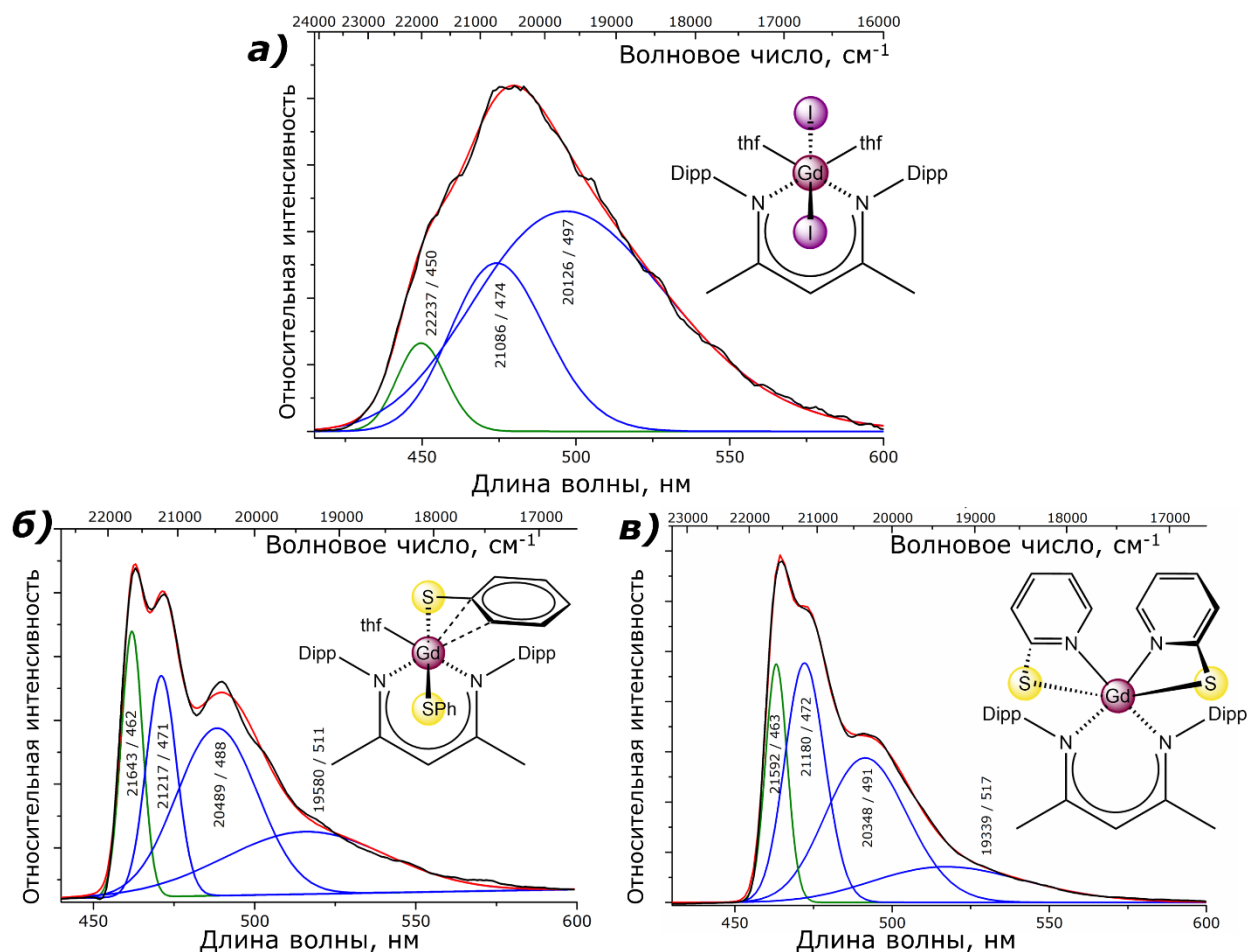 24000 23000 22000 21000 20000 19000 18000 17000 16000
а)
Волновое число, см-1
Относительная интенсивность
22237 / 450
21086 / 474
20126 / 497
I
thf
thf
Gd
Dipp
Dipp
N
N
I
450
500
550
600
Длина волны, нм
б)
22000 21000 20000 19000 18000 17000
Волновое число, см-1
Относительная интенсивность
21643 / 462
21217 / 471
20489 / 488
19580 / 511
S
thf
Gd
Dipp
Dipp
N
N
SPh
450
500
550
600
Длина волны, нм
в)
23000 22000 21000 20000 19000 18000 17000
Волновое число, см-1
Относительная интенсивность
21592 / 463
21180 / 472
20348 / 491
19339 / 517
N
N
S
S
Gd
Dipp
Dipp
N
N
450
500
550
600
Длина волны, нм